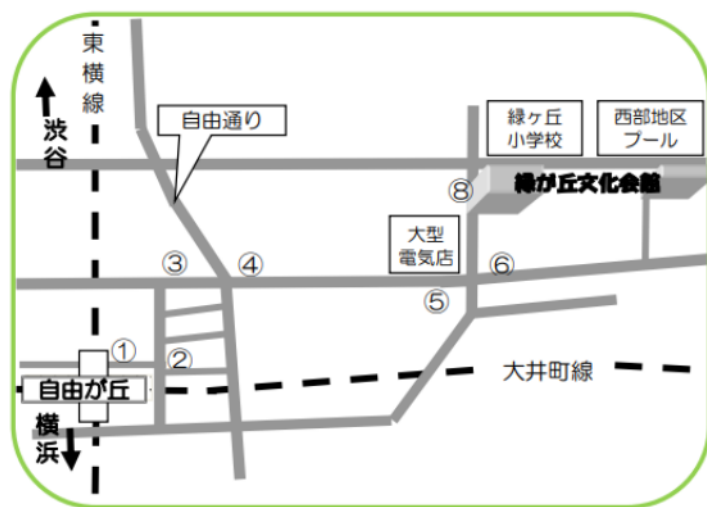 東横線
渋谷
自由通り
緑ヶ丘
小学校
西部地区
プール
緑が丘文化会館
⑧
大型
電気店
③
④
⑥
⑤
①
②
自由が丘
大井町線
横浜